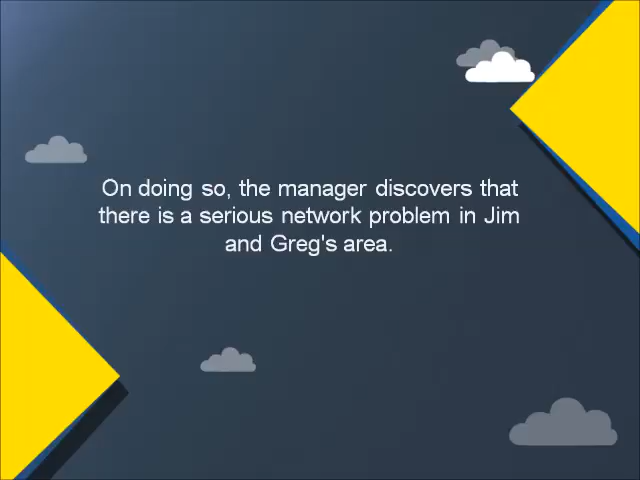 On doing so, the manager discovers that
there is a serious network problem in Jim
and Greg's area.